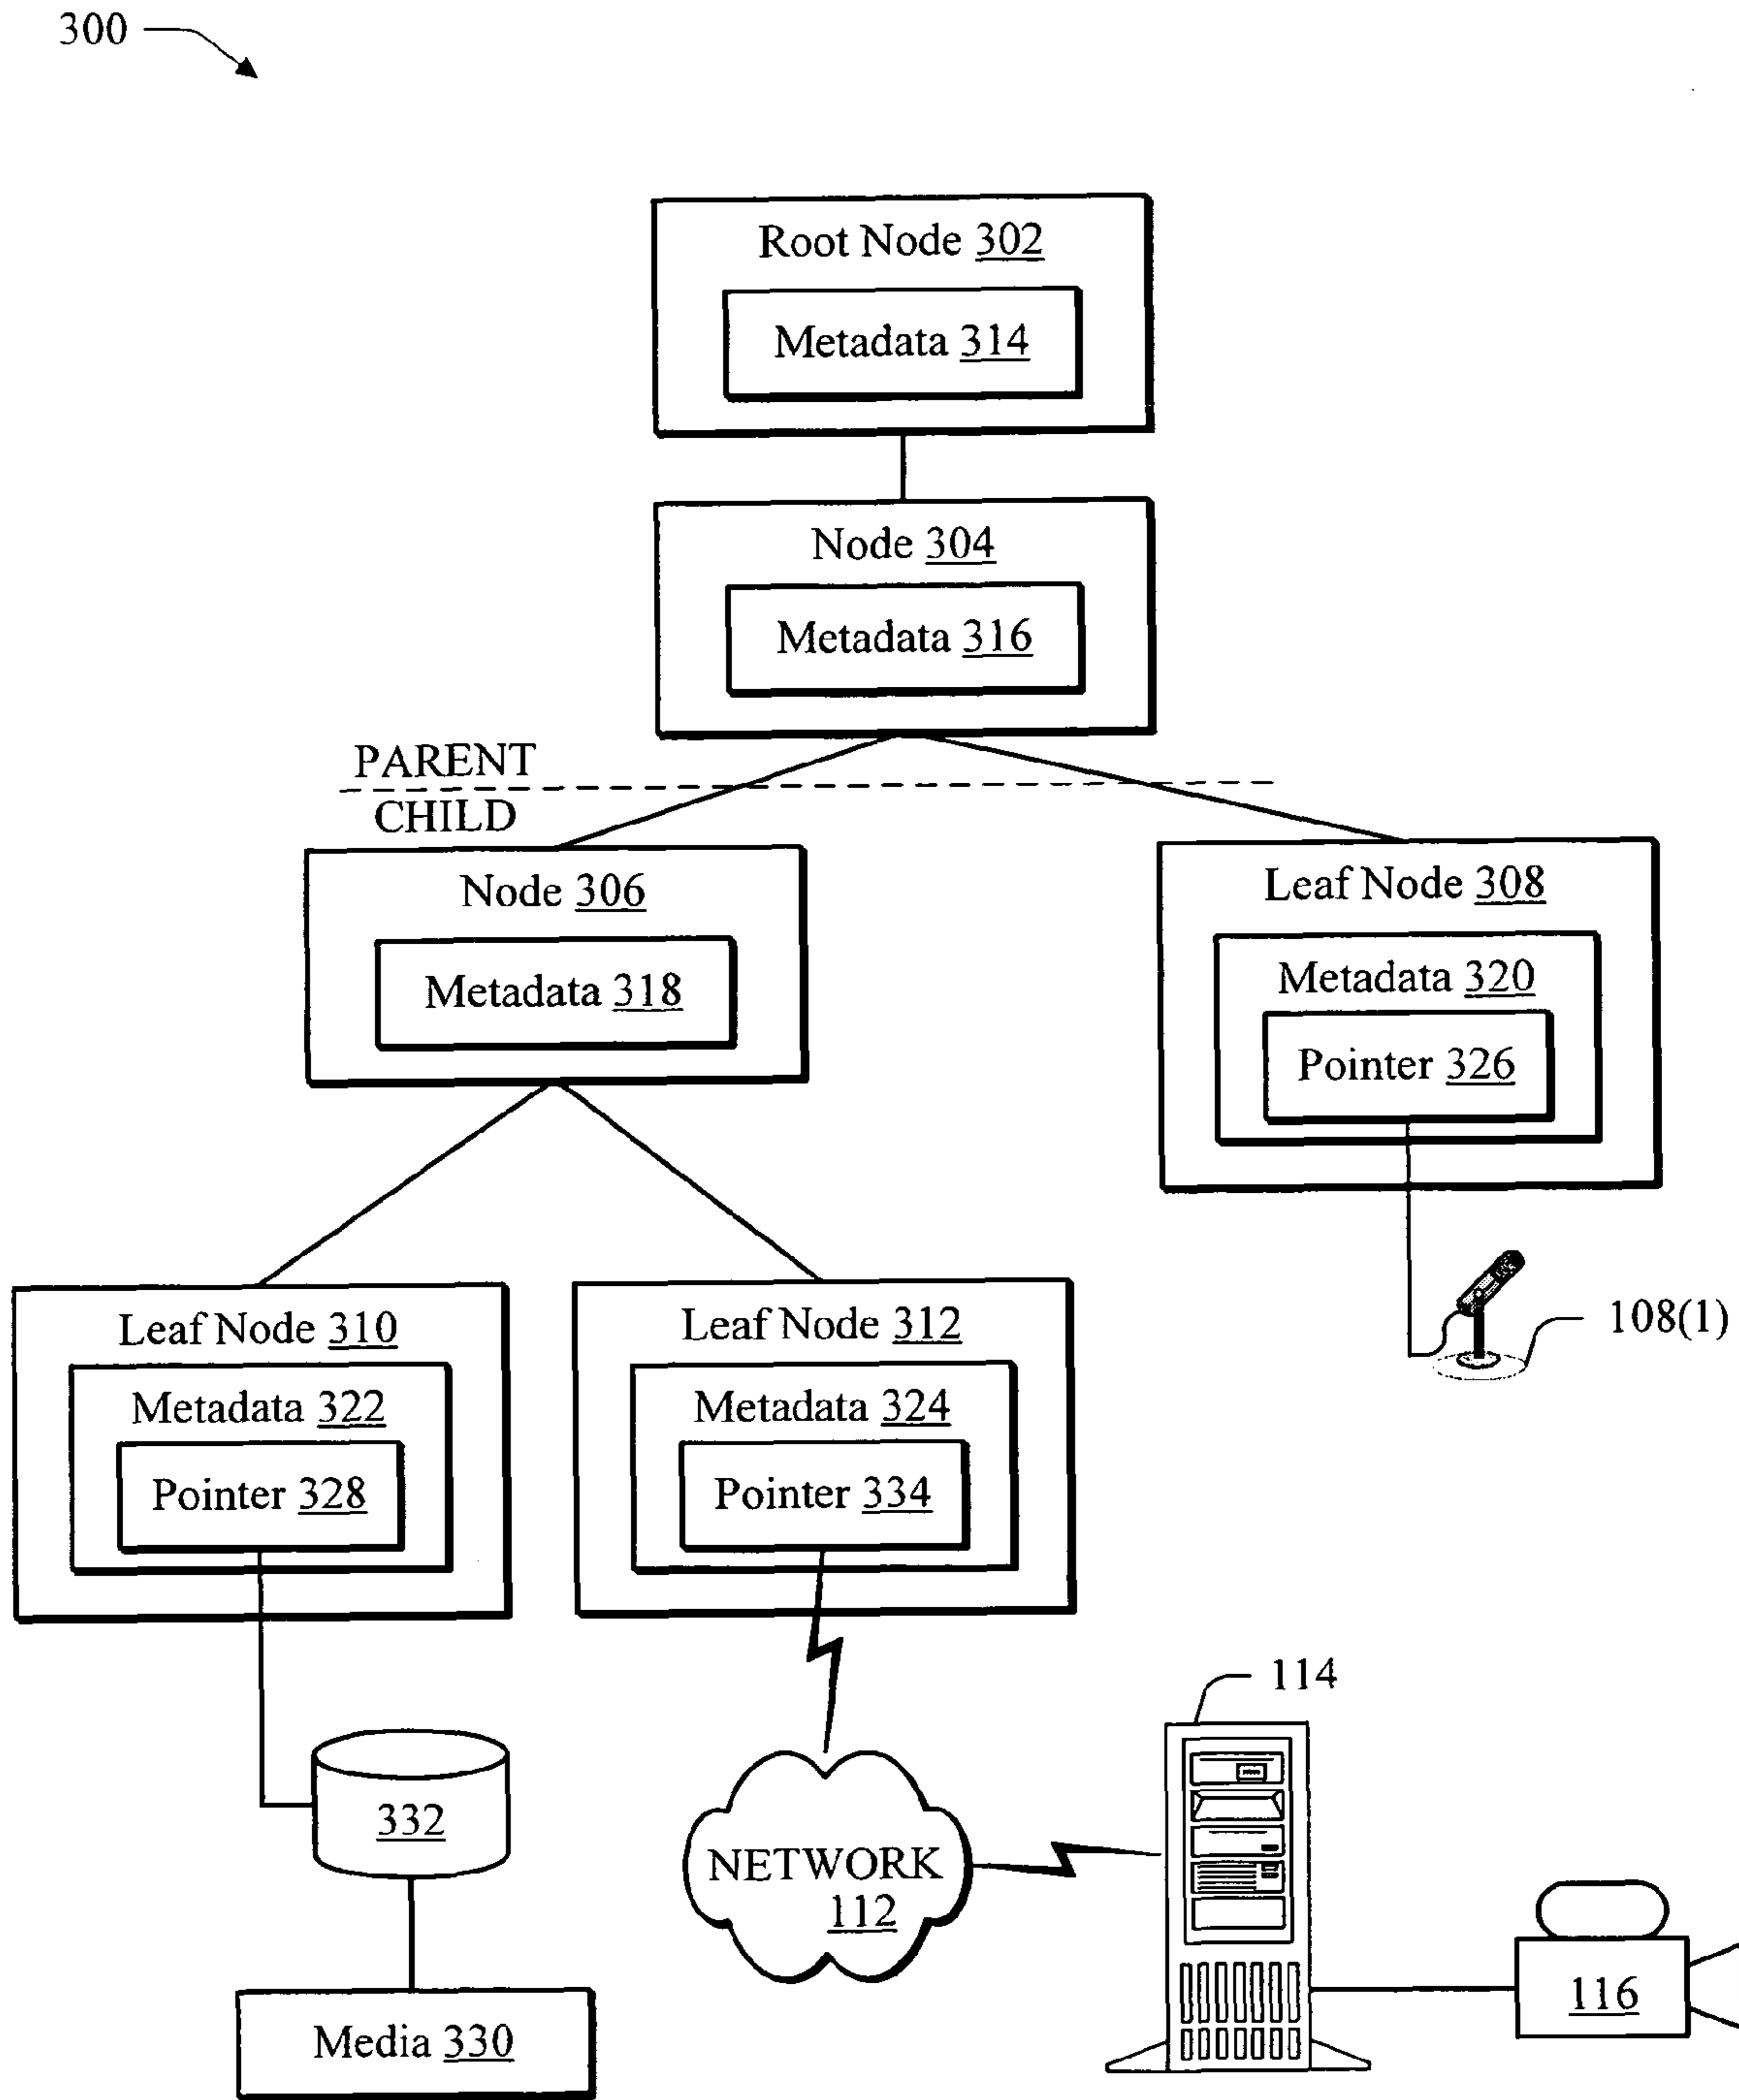 300
Root Node 302
Metadata 314
Node 304
Metadata 316
PARENT
CHILD
Node 306
Metadata 318
Leaf Node 308
Metadata 320
Pointer 326
108(1)
Leaf Node 310
Metadata 322
Pointer 328
Leaf Node 312
Metadata 324
Pointer 334
114
332
NETWORK
112
116
Media 330